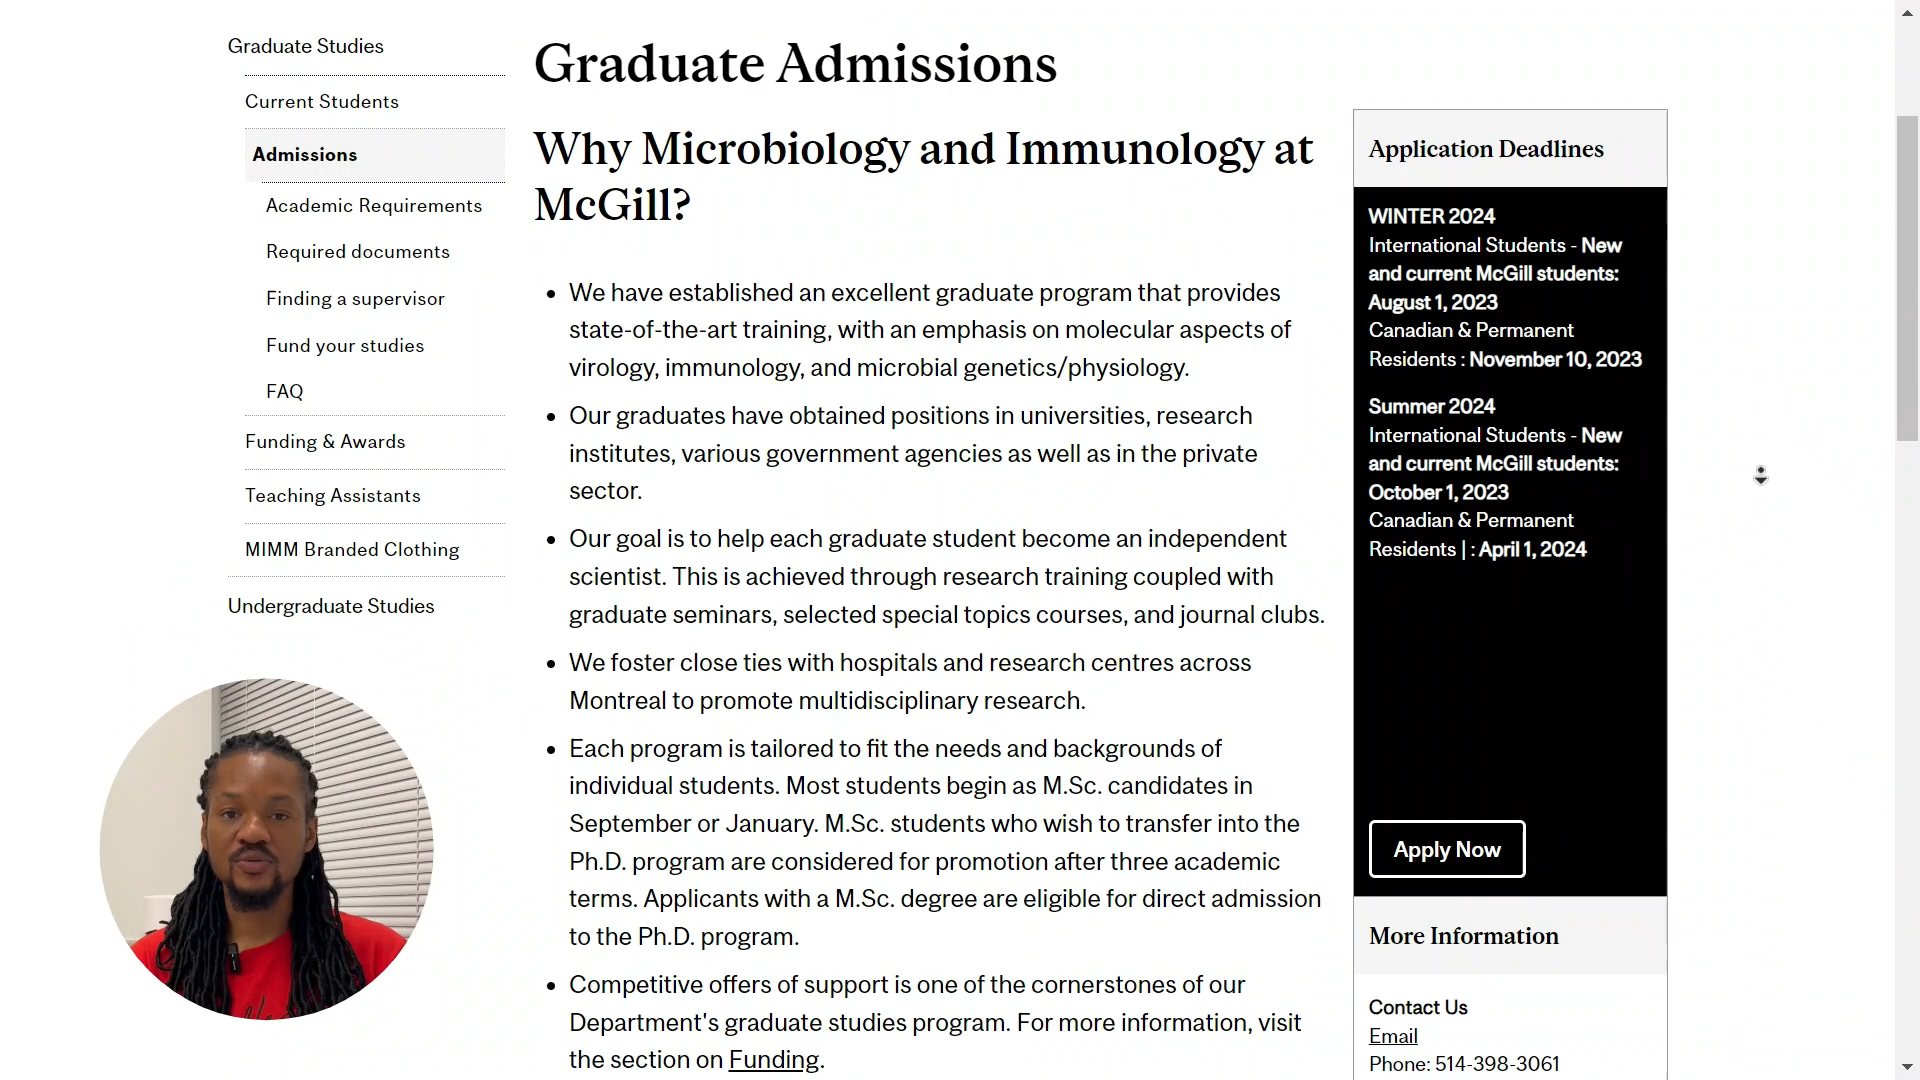 Graduate Studies
Current Students
Admissions
Academic Requirements
Required documents
Finding a supervisor
Fund your studies
FAQ
Funding & Awards
Teaching Assistants
MIMM Branded Clothing
Undergraduate Studies
Graduate Admissions
Why Microbiology and Immunology at
McGill?
• We have established an excellent graduate program that provides
state-of-the-art training, with an emphasis on molecular aspects of
virology, immunology, and microbial genetics/physiology.
• Our graduates have obtained positions in universities, research
institutes, various government agencies as well as in the private
sector.
• Our goal is to help each graduate student become an independent
scientist. This is achieved through research training coupled with
graduate seminars, selected special topics courses, and journal clubs.
• We foster close ties with hospitals and research centres across
Montreal to promote multidisciplinary research.
• Each program is tailored to fit the needs and backgrounds of
individual students. Most students begin as M.Sc. candidates in
September or January. M.Sc. students who wish to transfer into the
Ph.D. program are considered for promotion after three academic
terms. Applicants with a M.Sc. degree are eligible for direct admission
to the Ph.D. program.
• Competitive offers of support is one of the cornerstones of our
Department's graduate studies program. For more information, visit
the section on Funding.
Application Deadlines
WINTER 2024
International Students - New
and current McGill students:
August 1, 2023
Canadian & Permanent
Residents : November 10, 2023
Summer 2024
International Students - New
and current McGill students:
October 1, 2023
Canadian & Permanent
Residents | : April 1, 2024
Apply Now
More Information
Contact Us
Email
Phone: 514-398-3061